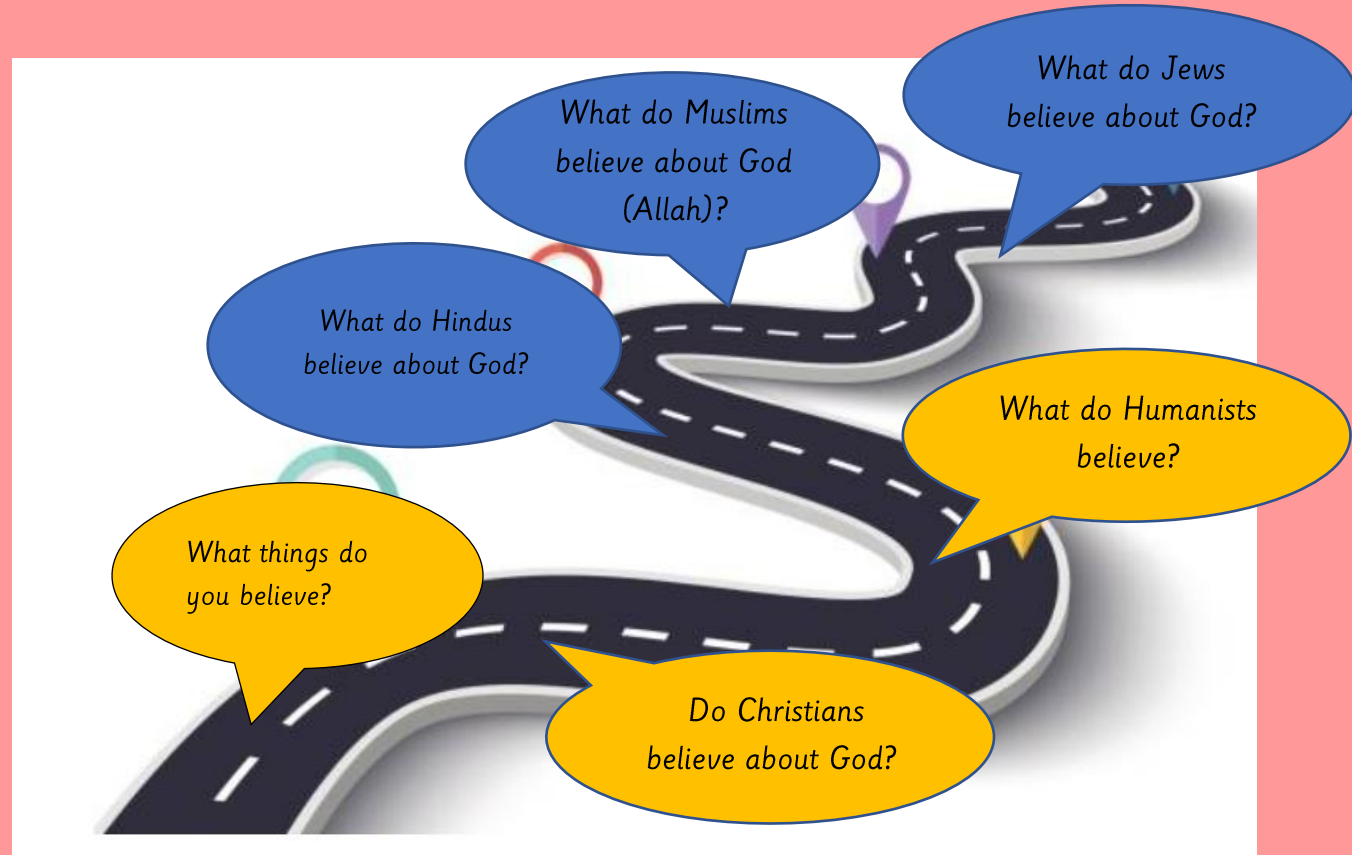 What do Jews
believe about God?
What do Muslims
believe about God
(Allah)?
What do Hindus
believe about God?
What do Humanists
believe?
What things do
you believe?
Do Christians
believe about God?